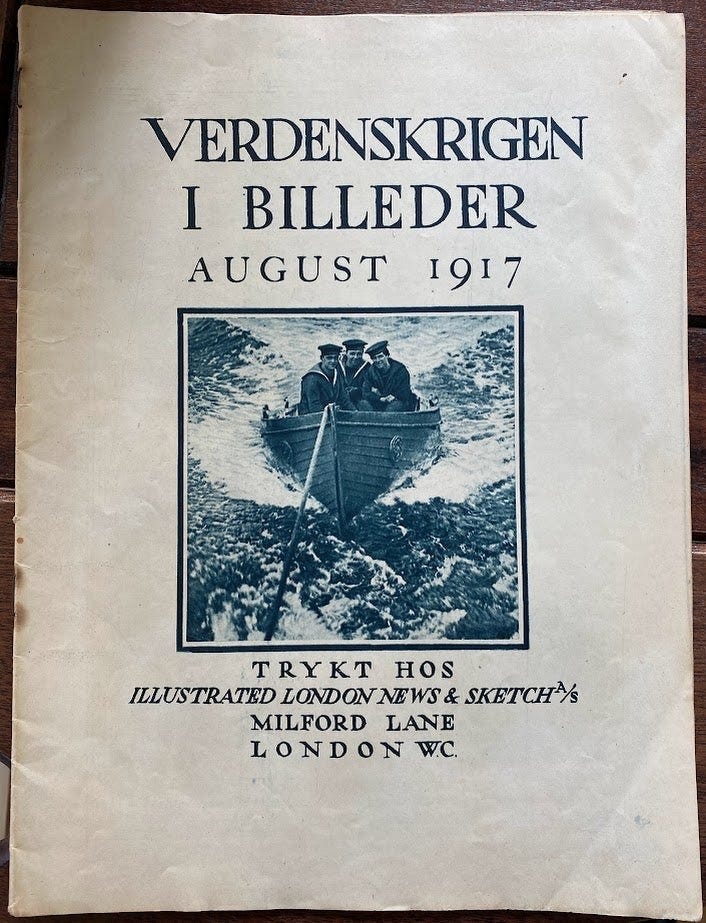 VERDENSKRIGEN
I BILLEDER
AUGUST 1917
TRYKT HOS
ILLUSTRATED LONDON NEWS & SKETCH A/S
MILFORD LANE
LONDON W.C.